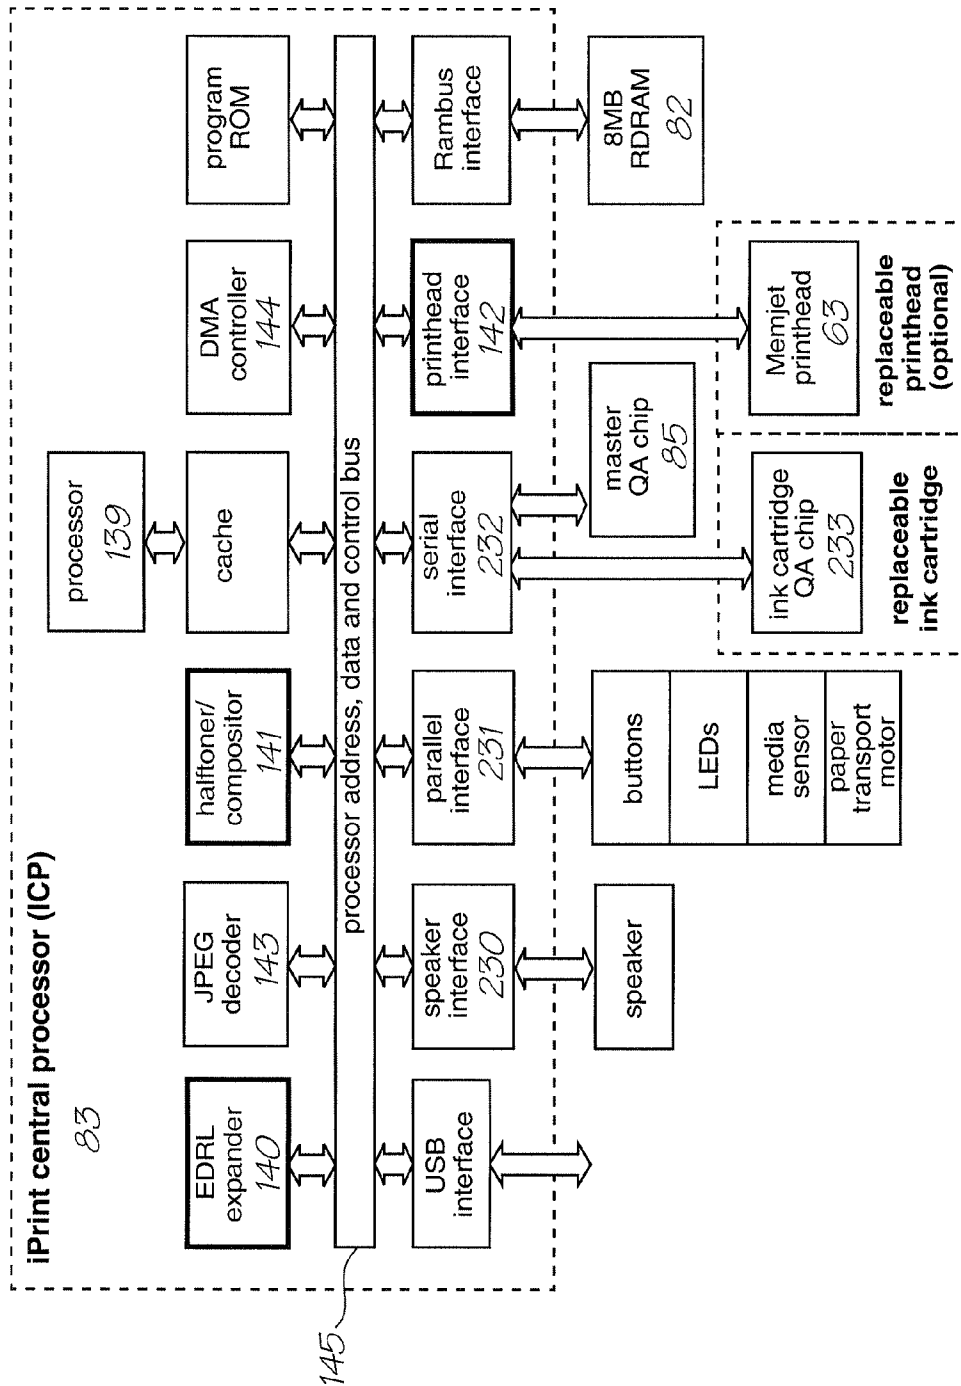 iPrint central processor (ICP)
83
processor
139
EDRL
expander
140
JPEG
decoder
143
halftoner/
compositor
141
cache
DMA
controller
144
program
ROM
processor address, data and control bus
145
USB
interface
speaker
interface
230
parallel
interface
231
serial
interface
232
printhead
interface
142
Rambus
interface
speaker
buttons
LEDs
media
sensor
paper
transport
motor
master
QA chip
85
8MB
RDRAM
82
ink cartridge
QA chip
233
replaceable
ink cartridge
Memjet
printhead
63
replaceable
printhead
(optional)